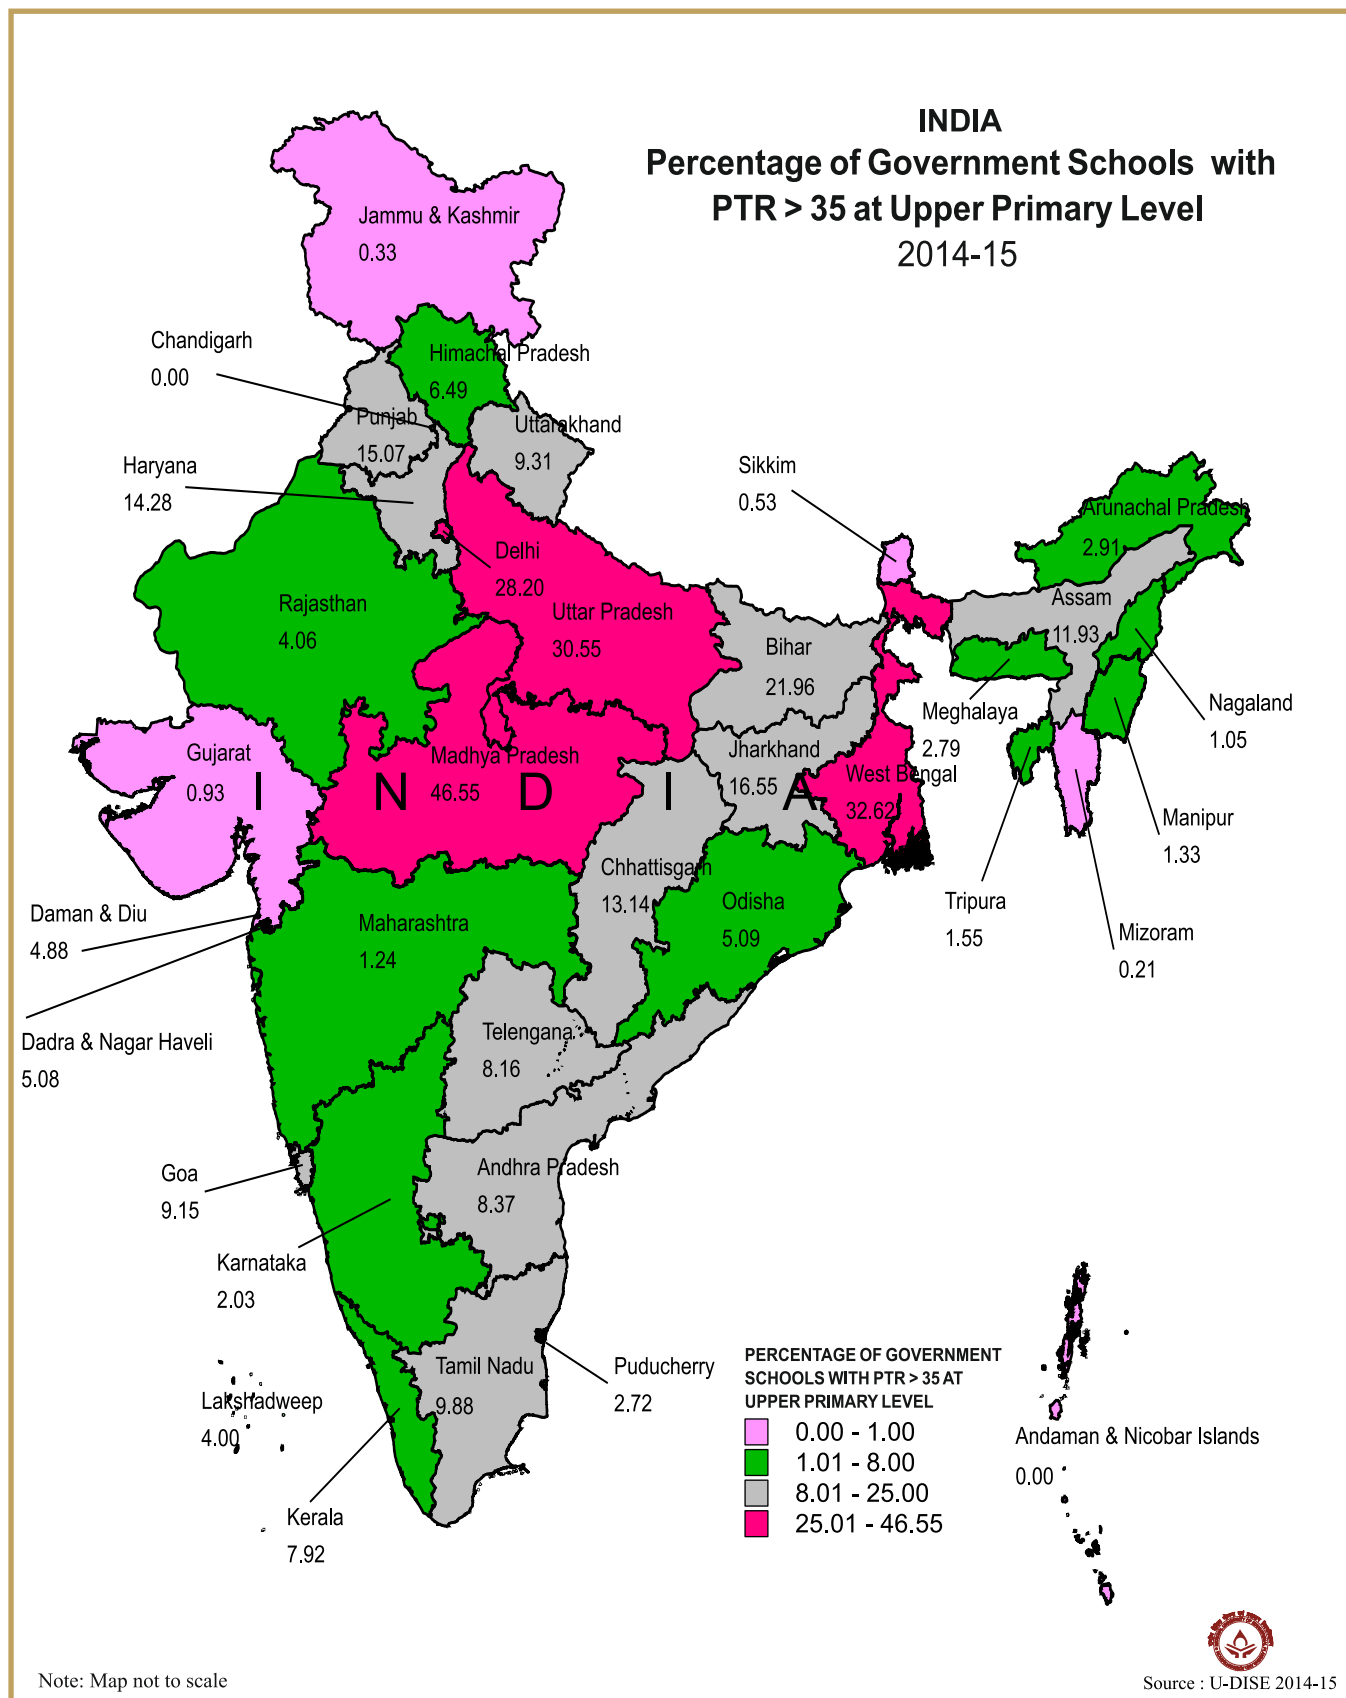 INDIA
Percentage of Government Schools with
PTR > 35 at Upper Primary Level
2014-15
Jammu & Kashmir
0.33
Chandigarh
0.00
Himachal Pradesh
6.49
Punjab
15.07
Uttarakhand
9.31
Haryana
14.28
Sikkim
0.53
Arunachal Pradesh
2.91
Delhi
28.20
Rajasthan
4.06
Uttar Pradesh
30.55
Bihar
21.96
Assam
11.93
Meghalaya
2.79
Nagaland
1.05
Gujarat
0.93
Madhya Pradesh
46.55
Jharkhand
16.55
West Bengal
32.62
I N D I A
Manipur
1.33
Chhattisgarh
13.14
Odisha
5.09
Tripura
1.55
Mizoram
0.21
Daman & Diu
4.88
Maharashtra
1.24
Dadra & Nagar Haveli
5.08
Telengana
8.16
Goa
9.15
Andhra Pradesh
8.37
Karnataka
2.03
Tamil Nadu
9.88
Puducherry
2.72
Lakshadweep
4.00
Kerala
7.92
PERCENTAGE OF GOVERNMENT
SCHOOLS WITH PTR > 35 AT
UPPER PRIMARY LEVEL
0.00 - 1.00
1.01 - 8.00
8.01 - 25.00
25.01 - 46.55
Andaman & Nicobar Islands
0.00
Note: Map not to scale
Source : U-DISE 2014-15